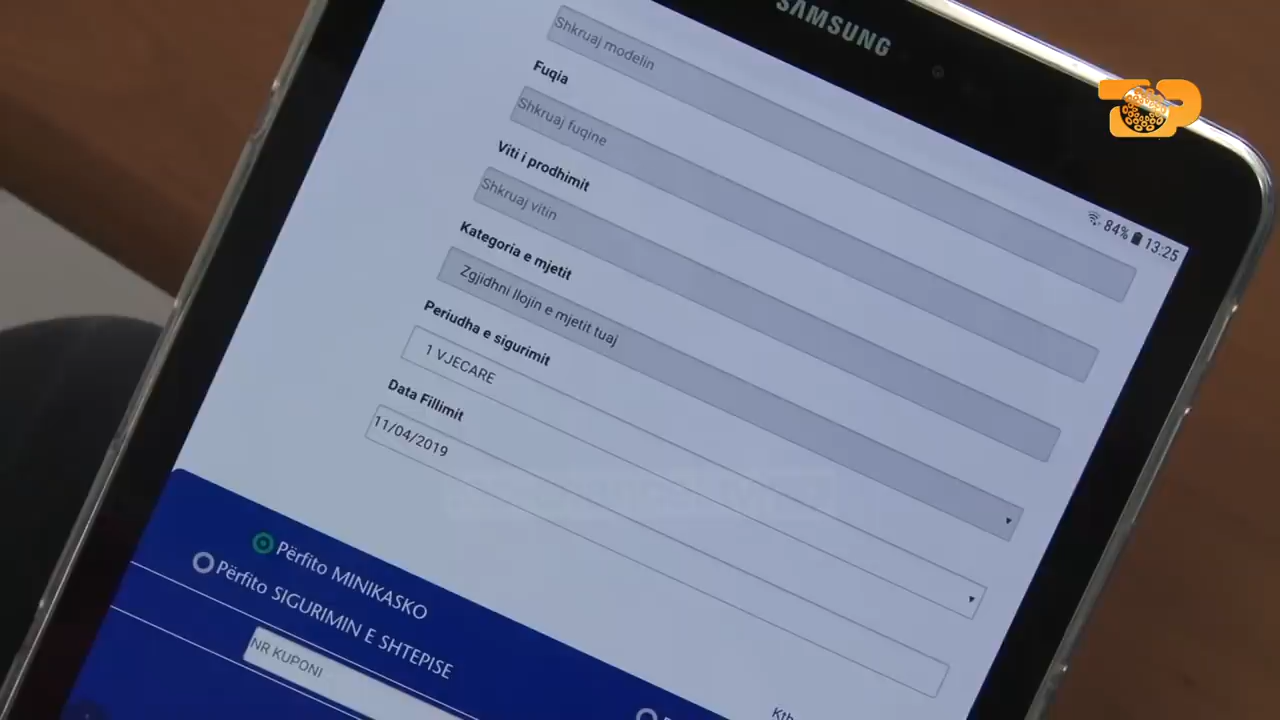 SAMSUNG
84% 13:25
Shkruaj modelin
Fuqia
Shkruaj fuqine
Viti i prodhimit
Shkruaj vitin
Kategoria e mjetit
Zgjidhni llojin e mjetit tuaj
Periudha e sigurimit
1 VJECARE
Data Fillimit
11/04/2019
Përfito MINIKASKO
Përfito SIGURIMIN E SHTEPISE
NR KUPONI